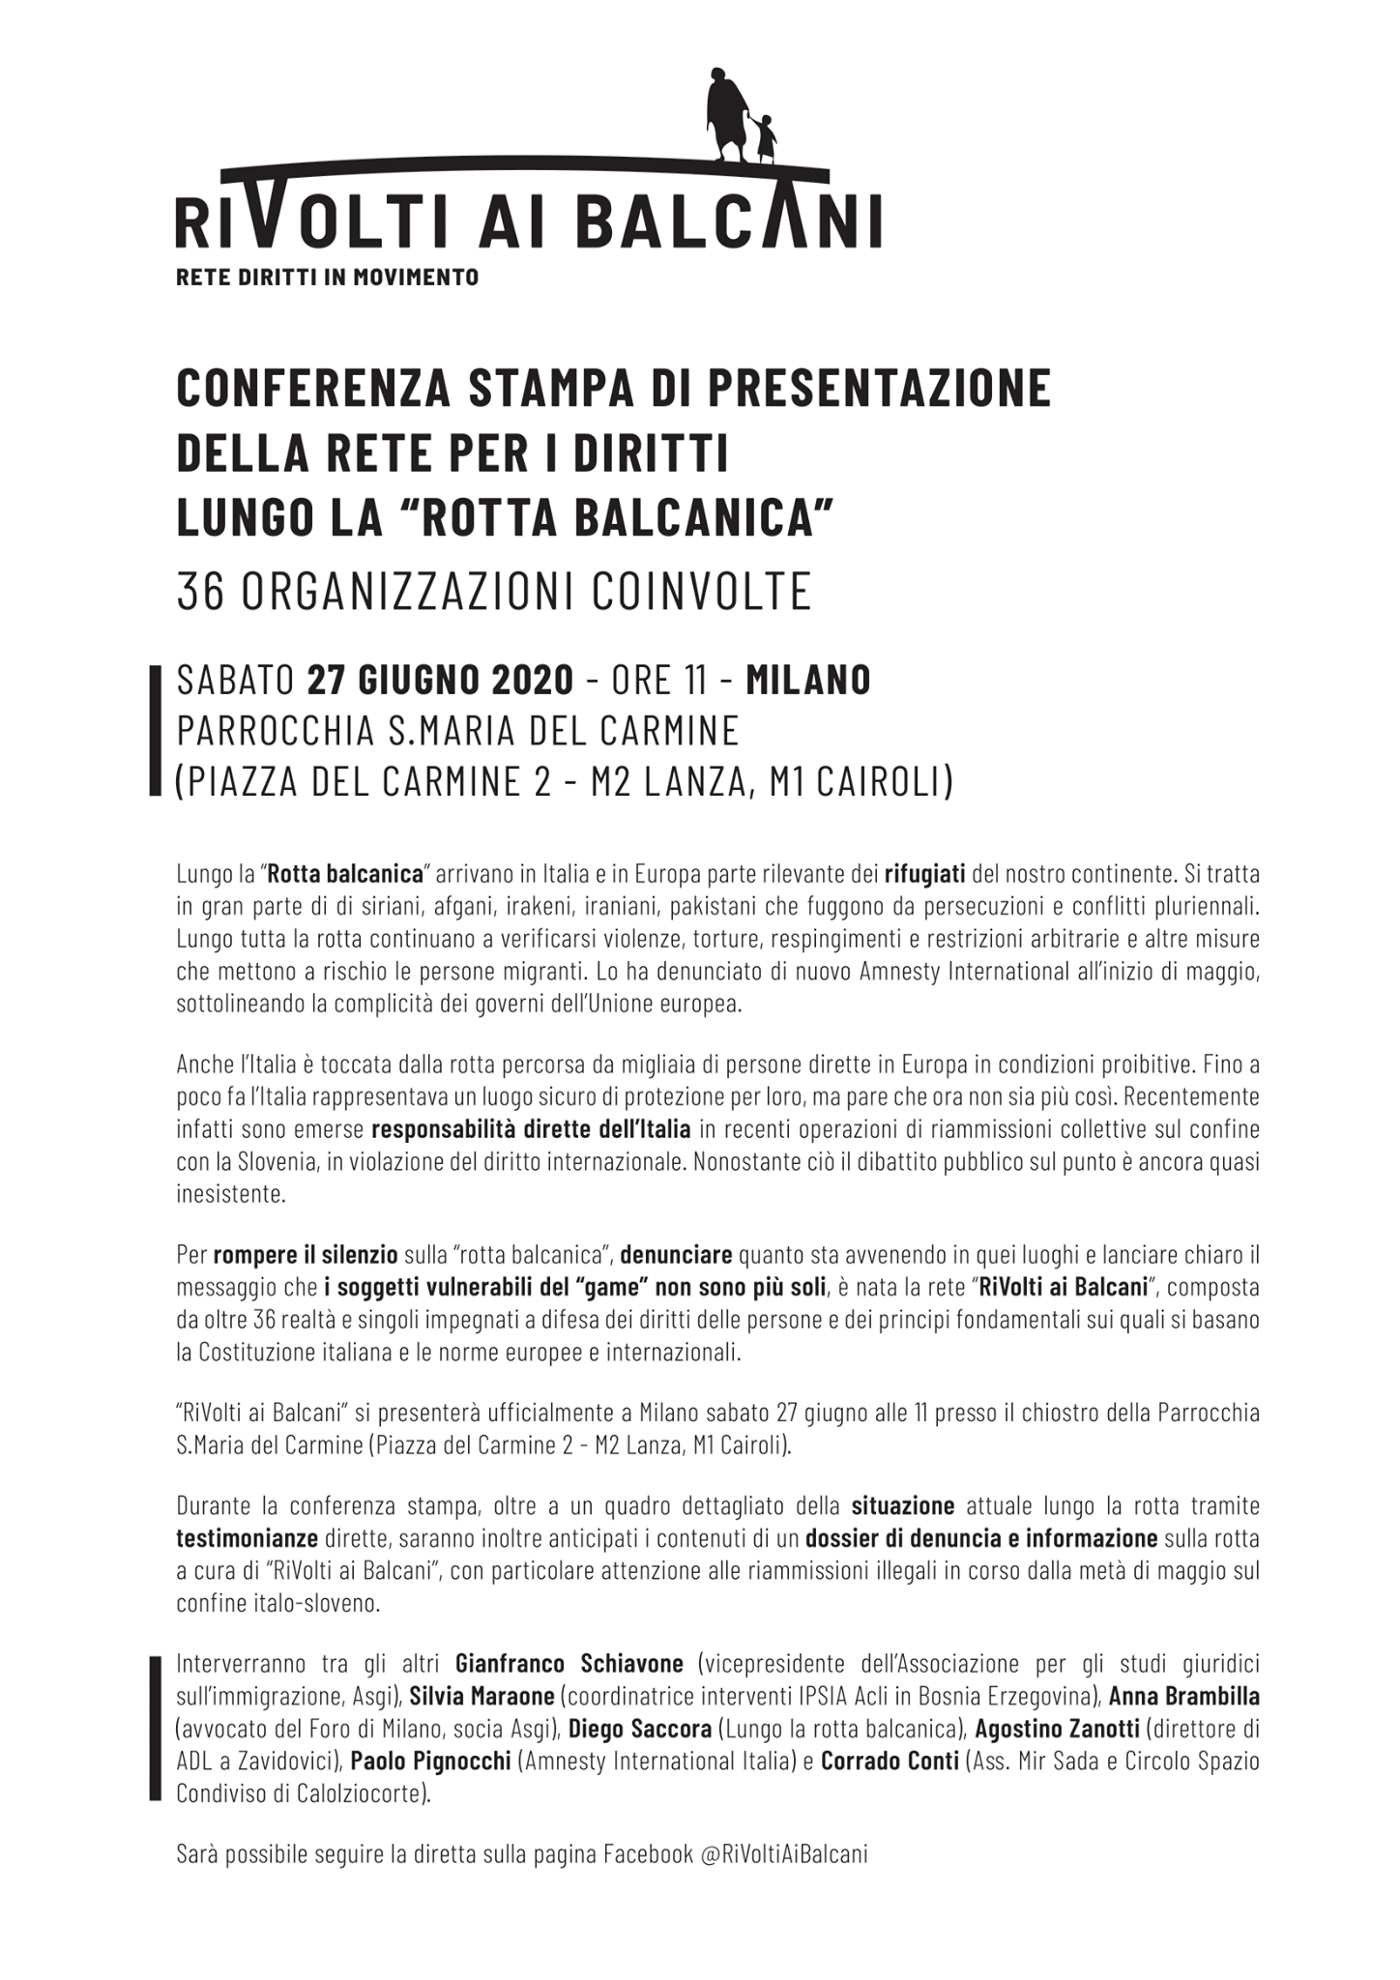 RiVOLTI AI BALCANI
RETE DIRITTI IN MOVIMENTO
CONFERENZA STAMPA DI PRESENTAZIONE
DELLA RETE PER I DIRITTI
LUNGO LA “ROTTA BALCANICA”
36 ORGANIZZAZIONI COINVOLTE
SABATO 27 GIUGNO 2020 - ORE 11 - MILANO
PARROCCHIA S.MARIA DEL CARMINE
(PIAZZA DEL CARMINE 2 - M2 LANZA, M1 CAIROLI)
Lungo la “Rotta balcanica” arrivano in Italia e in Europa parte rilevante dei rifugiati del nostro continente. Si tratta
in gran parte di di siriani, afgani, irakeni, iraniani, pakistani che fuggono da persecuzioni e conflitti pluriennali.
Lungo tutta la rotta continuano a verificarsi violenze, torture, respingimenti e restrizioni arbitrarie e altre misure
che mettono a rischio le persone migranti. Lo ha denunciato di nuovo Amnesty International all’inizio di maggio,
sottolineando la complicità dei governi dell’Unione europea.
Anche l’Italia è toccata dalla rotta percorsa da migliaia di persone dirette in Europa in condizioni proibitive. Fino a
poco fa l’Italia rappresentava un luogo sicuro di protezione per loro, ma pare che ora non sia più così. Recentemente
infatti sono emerse responsabilità dirette dell’Italia in recenti operazioni di riammissioni collettive sul confine
con la Slovenia, in violazione del diritto internazionale. Nonostante ciò il dibattito pubblico sul punto è ancora quasi
inesistente.
Per rompere il silenzio sulla “rotta balcanica”, denunciare quanto sta avvenendo in quei luoghi e lanciare chiaro il
messaggio che i soggetti vulnerabili del “game” non sono più soli, è nata la rete “RiVolti ai Balcani”, composta
da oltre 36 realtà e singoli impegnati a difesa dei diritti delle persone e dei principi fondamentali sui quali si basano
la Costituzione italiana e le norme europee e internazionali.
“RiVolti ai Balcani” si presenterà ufficialmente a Milano sabato 27 giugno alle 11 presso il chiostro della Parrocchia
S.Maria del Carmine (Piazza del Carmine 2 - M2 Lanza, M1 Cairoli).
Durante la conferenza stampa, oltre a un quadro dettagliato della situazione attuale lungo la rotta tramite
testimonianze dirette, saranno inoltre anticipati i contenuti di un dossier di denuncia e informazione sulla rotta
a cura di “RiVolti ai Balcani”, con particolare attenzione alle riammissioni illegali in corso dalla metà di maggio sul
confine italo-sloveno.
Interverranno tra gli altri Gianfranco Schiavone (vicepresidente dell’Associazione per gli studi giuridici
sull’immigrazione, Asgi), Silvia Maraone (coordinatrice interventi IPSIA Acli in Bosnia Erzegovina), Anna Brambilla
(avvocato del Foro di Milano, socia Asgi), Diego Saccora (Lungo la rotta balcanica), Agostino Zanotti (direttore di
ADL a Zavidovici), Paolo Pignocchi (Amnesty International Italia) e Corrado Conti (Ass. Mir Sada e Circolo Spazio
Condiviso di Calolziocorte).
Sarà possibile seguire la diretta sulla pagina Facebook @RiVoltiAiBalcani